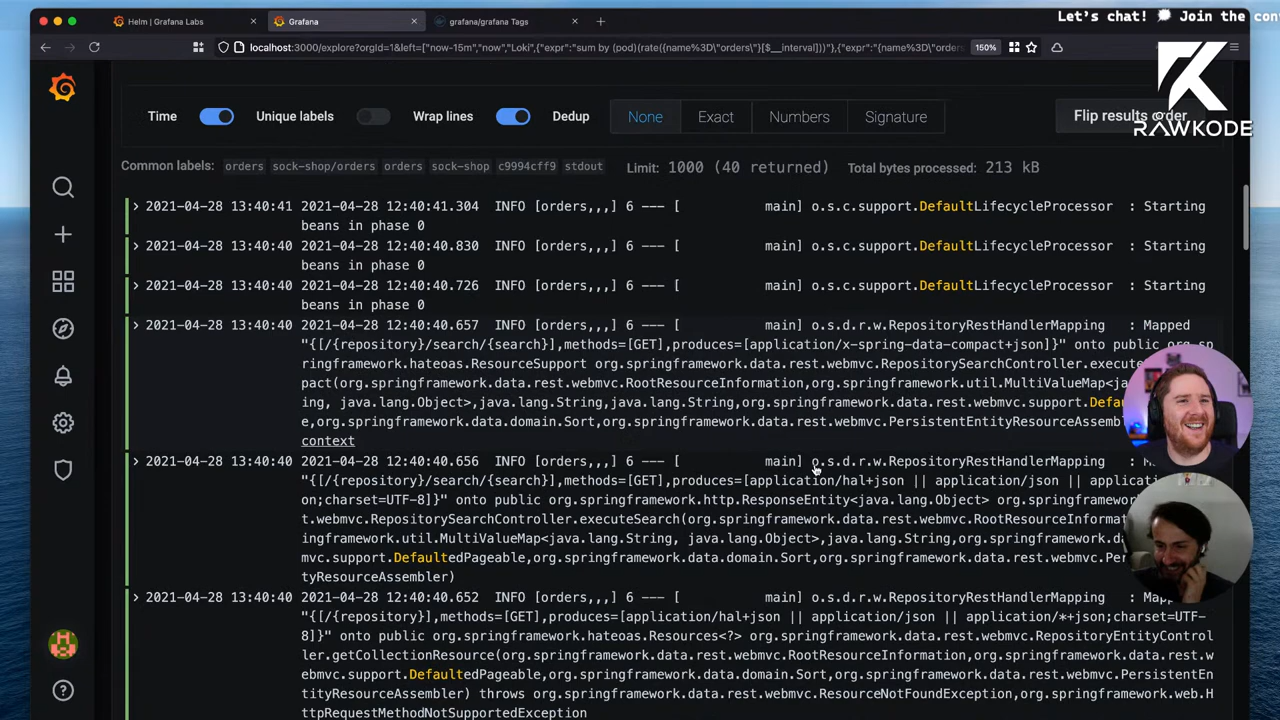 Let's chat! Join the con
Helm | Grafana Labs
Grafana
grafana/grafana Tags
localhost:3000/explore?orgId=1&left=["now-15m","now","Loki",{"expr":"sum by (pod)(rate({name%3D\"orders\"}[$__interval]))"},{"expr":"{name%3D\"orders
150%
RAWKODE
Time
Unique labels
Wrap lines
Dedup
None
Exact
Numbers
Signature
Flip results order
Common labels: orders sock-shop/orders orders sock-shop c9994cff9 stdout Limit: 1000 (40 returned) Total bytes processed: 213 kB
2021-04-28 13:40:41 2021-04-28 12:40:41.304 INFO [orders,,,] 6 --- [ main] o.s.c.support.DefaultLifecycleProcessor : Starting
beans in phase 0
2021-04-28 13:40:40 2021-04-28 12:40:40.830 INFO [orders,,,] 6 --- [ main] o.s.c.support.DefaultLifecycleProcessor : Starting
beans in phase 0
2021-04-28 13:40:40 2021-04-28 12:40:40.726 INFO [orders,,,] 6 --- [ main] o.s.c.support.DefaultLifecycleProcessor : Starting
beans in phase 0
2021-04-28 13:40:40 2021-04-28 12:40:40.657 INFO [orders,,,] 6 --- [ main] o.s.d.r.w.RepositoryRestHandlerMapping : Mapped
"{[/{repository}/search/{search}],methods=[GET],produces=[application/x-spring-data-compact+json]}" onto public org.sp
ringframework.hateoas.ResourceSupport org.springframework.data.rest.webmvc.RepositorySearchController.execute
pact(org.springframework.data.rest.webmvc.RootResourceInformation,org.springframework.util.MultiValueMap<ja
ing, java.lang.Object>,java.lang.String,java.lang.String,org.springframework.data.rest.webmvc.support.Defau
e,org.springframework.data.domain.Sort,org.springframework.data.rest.webmvc.PersistentEntityResourceAssemb
context
2021-04-28 13:40:40 2021-04-28 12:40:40.656 INFO [orders,,,] 6 --- [ main] o.s.d.r.w.RepositoryRestHandlerMapping : M
"{[/{repository}/search/{search}],methods=[GET],produces=[application/hal+json || application/json || applicat
on;charset=UTF-8]}" onto public org.springframework.http.ResponseEntity<java.lang.Object> org.springframewor
t.webmvc.RepositorySearchController.executeSearch(org.springframework.data.rest.webmvc.RootResourceInformat
ingframework.util.MultiValueMap<java.lang.String, java.lang.Object>,java.lang.String,org.springframework.da
mvc.support.DefaultedPageable,org.springframework.data.domain.Sort,org.springframework.data.rest.webmvc.Per
tyResourceAssembler)
2021-04-28 13:40:40 2021-04-28 12:40:40.652 INFO [orders,,,] 6 --- [ main] o.s.d.r.w.RepositoryRestHandlerMapping : Mapp
"{[/{repository}],methods=[GET],produces=[application/hal+json || application/json || application/*+json;charset=UTF-
8]}" onto public org.springframework.hateoas.Resources<?> org.springframework.data.rest.webmvc.RepositoryEntityContro
ller.getCollectionResource(org.springframework.data.rest.webmvc.RootResourceInformation,org.springframework.data.rest.w
ebmvc.support.DefaultedPageable,org.springframework.data.domain.Sort,org.springframework.data.rest.webmvc.PersistentEn
tityResourceAssembler) throws org.springframework.data.rest.webmvc.ResourceNotFoundException,org.springframework.web.H
ttpRequestMethodNotSupportedException